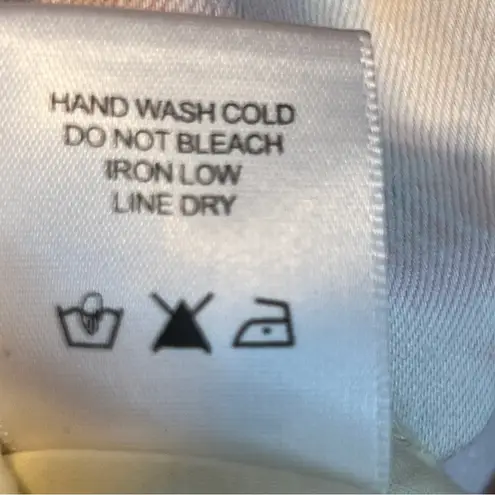 HAND WASH COLD
DO NOT BLEACH
IRON LOW
LINE DRY